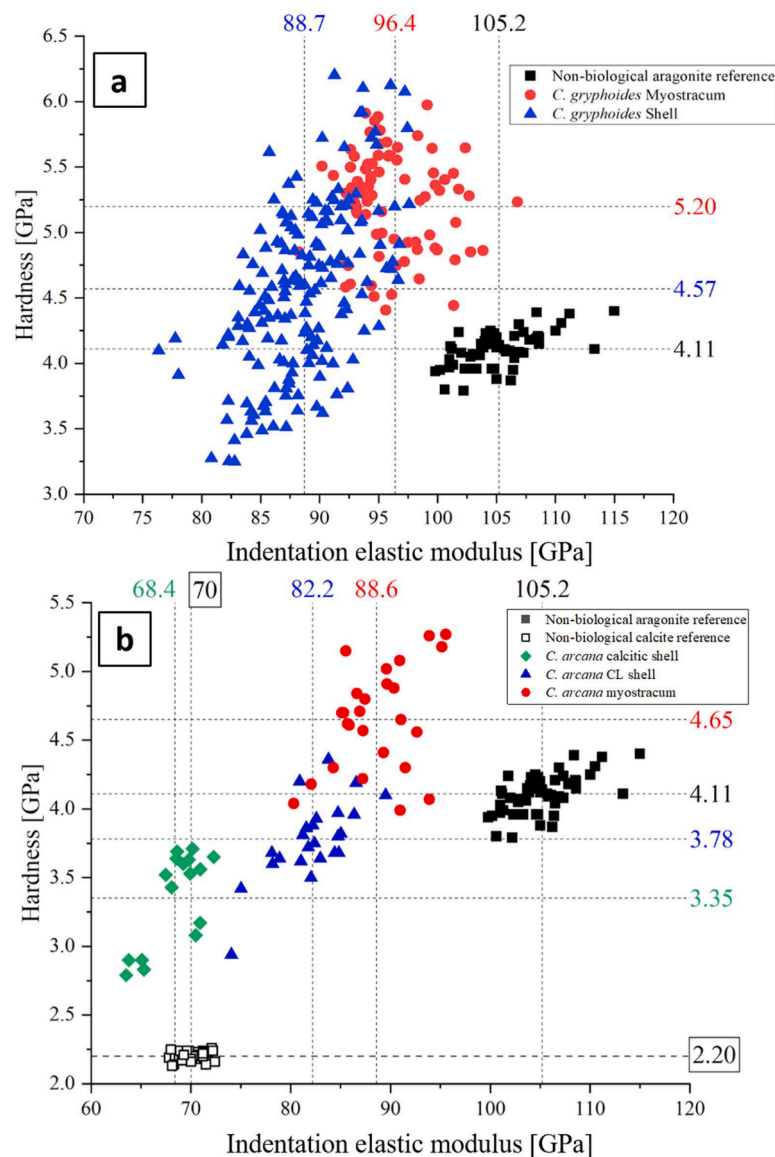 88.7 96.4 105.2
a
Non-biological aragonite reference
C. gryphoides Myostracum
C. gryphoides Shell
6.5
6.0
5.5
5.0
4.5
4.0
3.5
3.0
Hardness [GPa]
5.20
4.57
4.11
70 75 80 85 90 95 100 105 110 115 120
Indentation elastic modulus [GPa]
68.4 70 82.2 88.6 105.2
b
Non-biological aragonite reference
Non-biological calcite reference
C. arcana calcitic shell
C. arcana CL shell
C. arcana myostracum
5.5
5.0
4.5
4.0
3.5
3.0
2.5
2.0
Hardness [GPa]
4.65
4.11
3.78
3.35
2.20
60 70 80 90 100 110 120
Indentation elastic modulus [GPa]